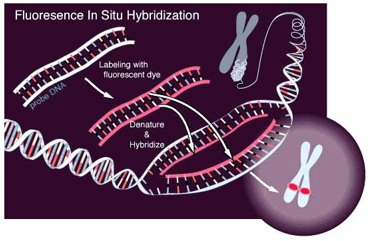 Fluoresence In Situ Hybridization
Labeling with
fluorescent dye
probe DNA
Denature
&
Hybridize